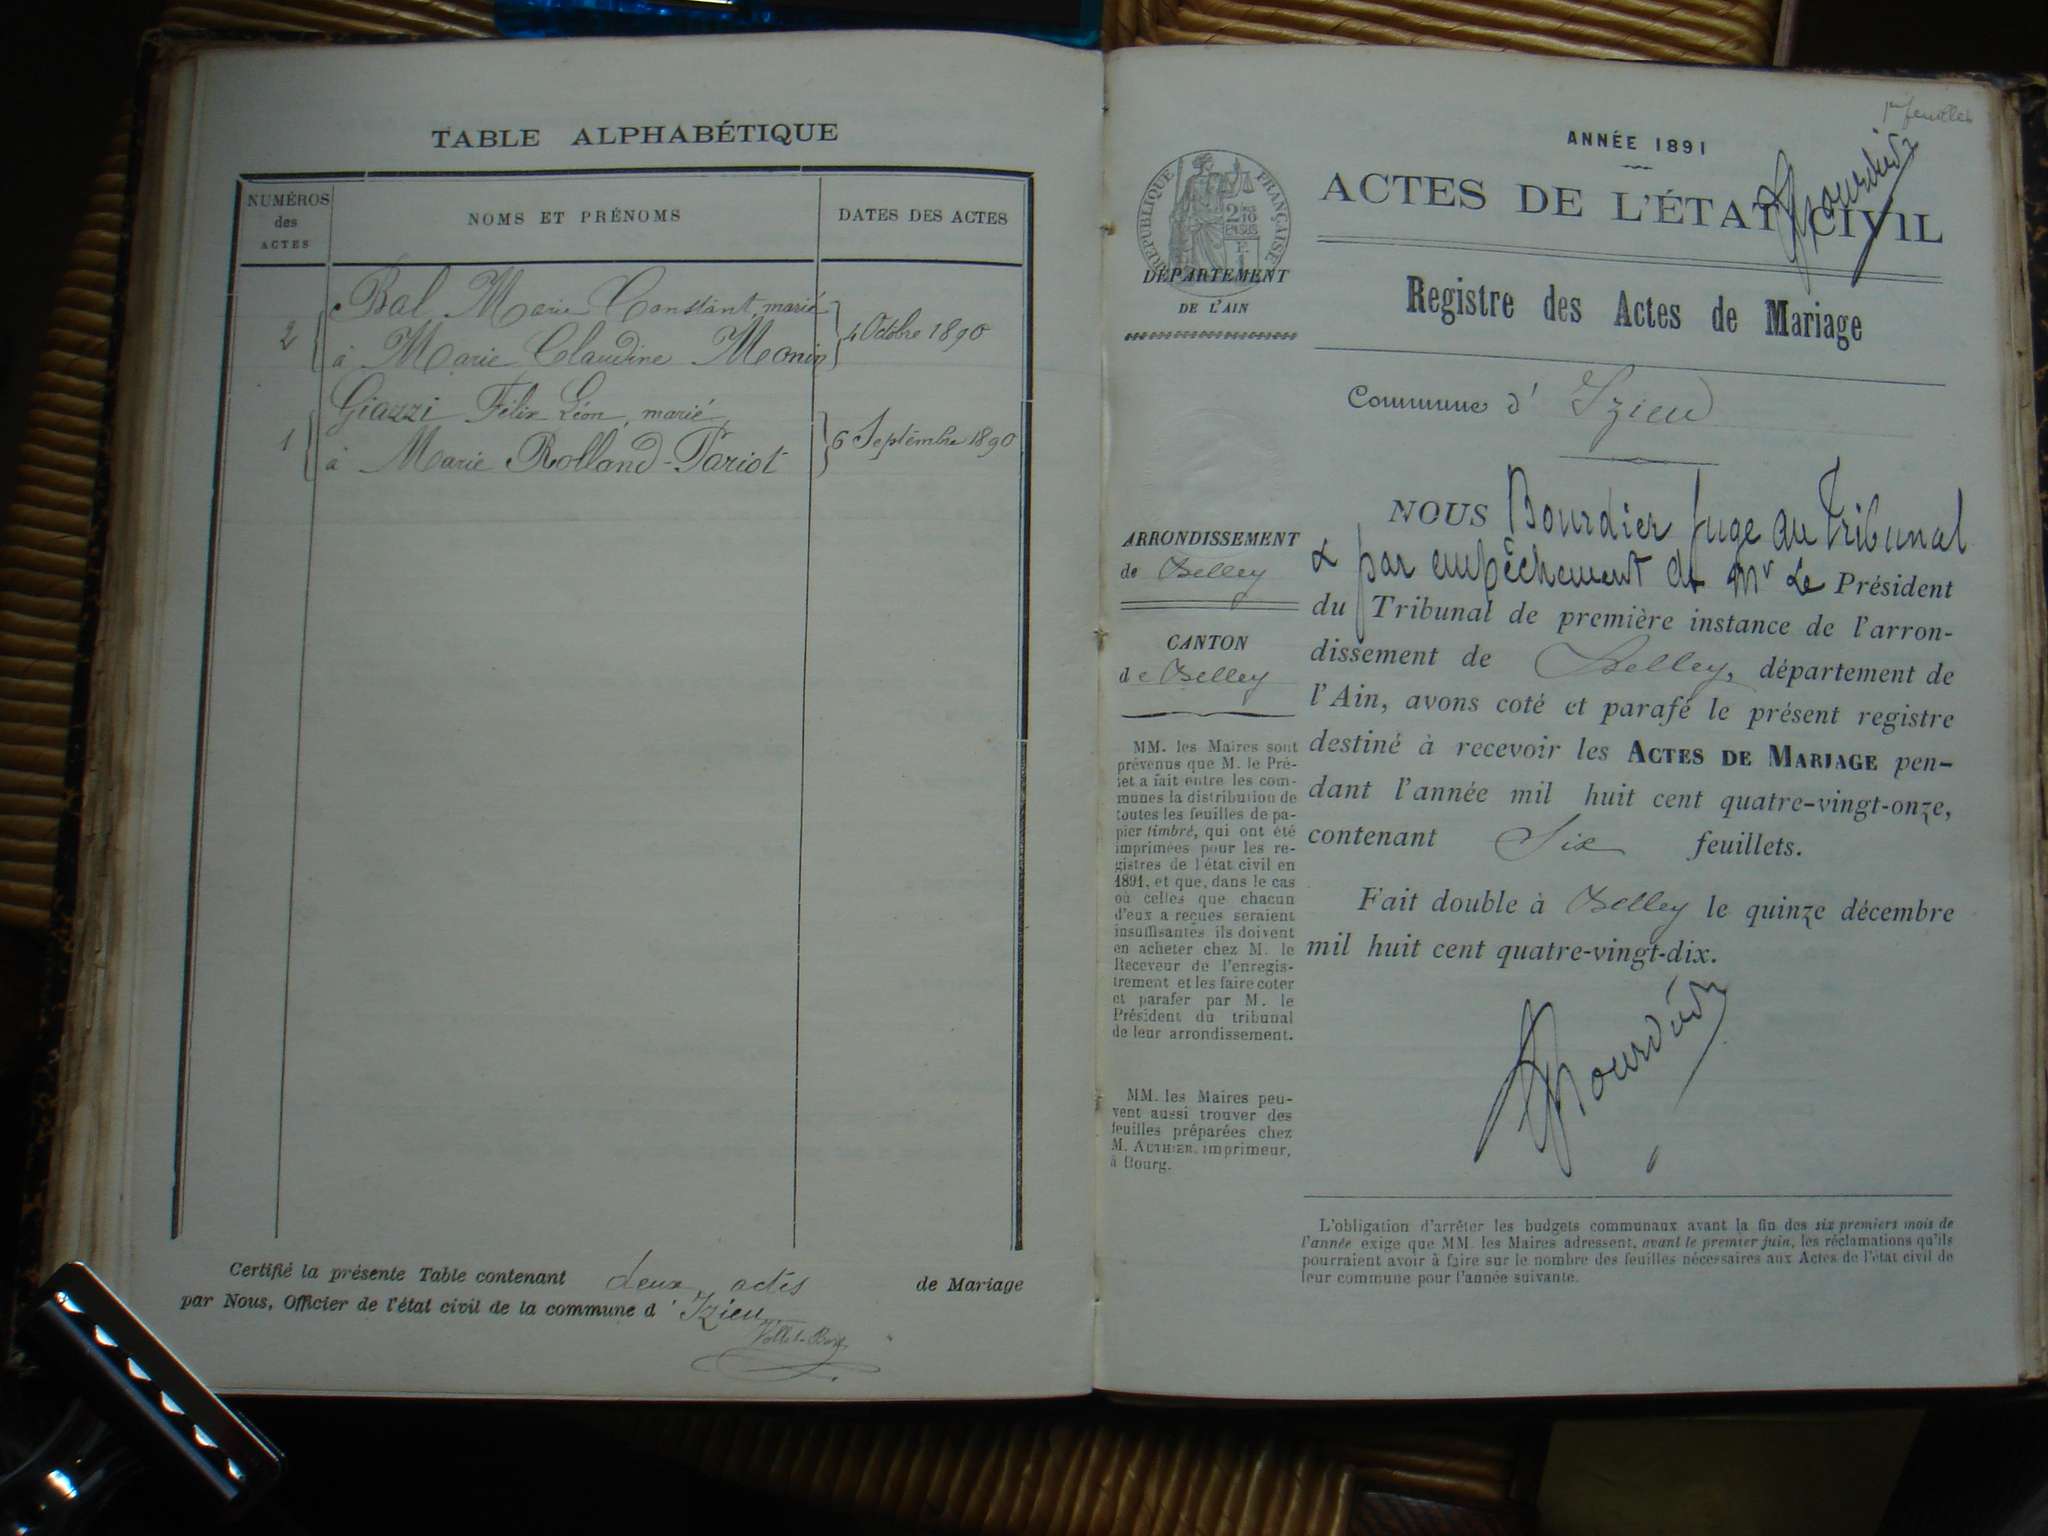 TABLE ALPHABÉTIQUE
NUMÉROS
des
ACTES
NOMS ET PRÉNOMS
DATES DES ACTES
Bal Marie Constant, marié
2
à Marie Claudine Monin
4 Octobre 1890
Giazzi Félix Léon, marié
1
à Marie Rolland-Pariot
6 Septembre 1890
Certifié la présente Table contenant deux actes de Mariage
par Nous, Officier de l'état civil de la commune d' Izieu
1er feuillet
ANNÉE 1891
ACTES DE L'ÉTAT CIVIL
Bourdier
RÉPUBLIQUE FRANÇAISE
2/10
EN SUS
DÉPARTEMENT
DE L'AIN
Registre des Actes de Mariage
Commune d' Izieu
ARRONDISSEMENT
de Belley
CANTON
de Belley
MM. les Maires sont
prévenus que M. le Pré-
fet a fait entre les com-
munes la distribution de
toutes les feuilles de pa-
pier timbré, qui ont été
imprimées pour les re-
gistres de l'état civil en
1891, et que, dans le cas
où celles que chacun
d'eux a reçues seraient
insuffisantes ils doivent
en acheter chez M. le
Receveur de l'enregis-
trement et les faire coter
et parafer par M. le
Président du tribunal
de leur arrondissement.
MM. les Maires peu-
vent aussi trouver des
feuilles préparées chez
M. AUTHIER, imprimeur,
à Bourg.
NOUS Bourdier Juge au Tribunal
& par empêchement de Mr Le Président
du Tribunal de première instance de l'arron-
dissement de Belley, département de
l'Ain, avons coté et parafé le présent registre
destiné à recevoir les ACTES DE MARIAGE pen-
dant l'année mil huit cent quatre-vingt-onze,
contenant Six feuillets.
Fait double à Belley le quinze décembre
mil huit cent quatre-vingt-dix.
Bourdier
L'obligation d'arrêter les budgets communaux avant la fin des six premiers mois de
l'année exige que MM. les Maires adressent, avant le premier juin, les réclamations qu'ils
pourraient avoir à faire sur le nombre des feuilles nécessaires aux Actes de l'état civil de
leur commune pour l'année suivante.